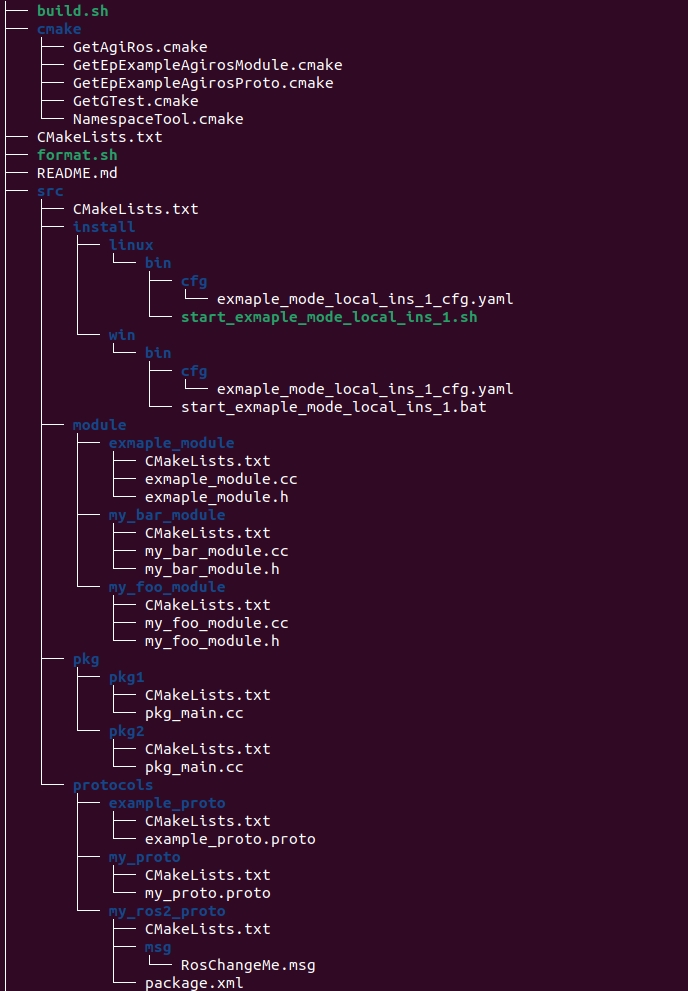 build.sh
cmake
GetAgiRos.cmake
GetEpExampleAgirosModule.cmake
GetEpExampleAgirosProto.cmake
GetGTest.cmake
NamespaceTool.cmake
CMakeLists.txt
format.sh
README.md
src
CMakeLists.txt
install
linux
bin
cfg
exmaple_mode_local_ins_1_cfg.yaml
start_exmaple_mode_local_ins_1.sh
win
bin
cfg
exmaple_mode_local_ins_1_cfg.yaml
start_exmaple_mode_local_ins_1.bat
module
exmaple_module
CMakeLists.txt
exmaple_module.cc
exmaple_module.h
my_bar_module
CMakeLists.txt
my_bar_module.cc
my_bar_module.h
my_foo_module
CMakeLists.txt
my_foo_module.cc
my_foo_module.h
pkg
pkg1
CMakeLists.txt
pkg_main.cc
pkg2
CMakeLists.txt
pkg_main.cc
protocols
example_proto
CMakeLists.txt
example_proto.proto
my_proto
CMakeLists.txt
my_proto.proto
my_ros2_proto
CMakeLists.txt
msg
RosChangeMe.msg
package.xml